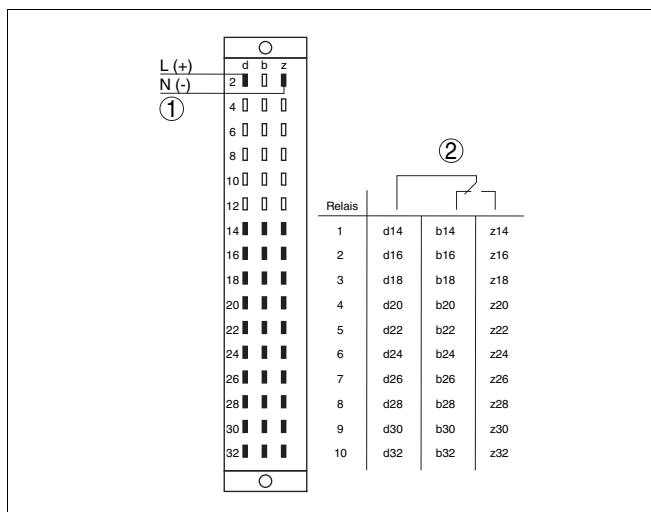 L (+)
N (-)
①
d b z
2
4
6
8
10
12
14
16
18
20
22
24
26
28
30
32
②
Relais
1 d14 b14 z14
2 d16 b16 z16
3 d18 b18 z18
4 d20 b20 z20
5 d22 b22 z22
6 d24 b24 z24
7 d26 b26 z26
8 d28 b28 z28
9 d30 b30 z30
10 d32 b32 z32